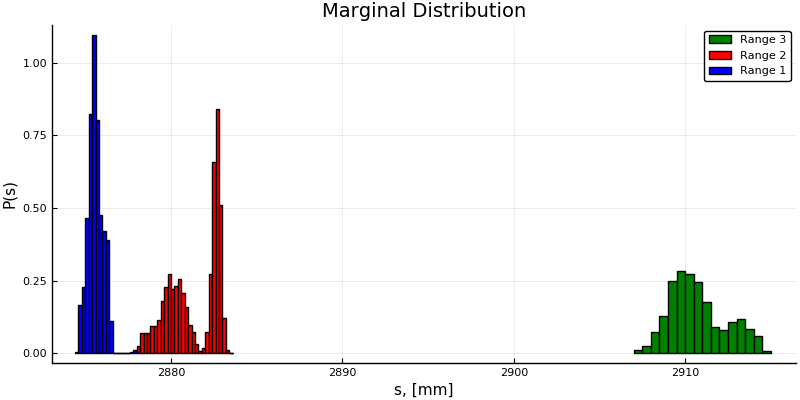 Marginal Distribution
Range 3
Range 2
Range 1
1.00
0.75
0.50
0.25
0.00
P(s)
2880
2890
2900
2910
s, [mm]